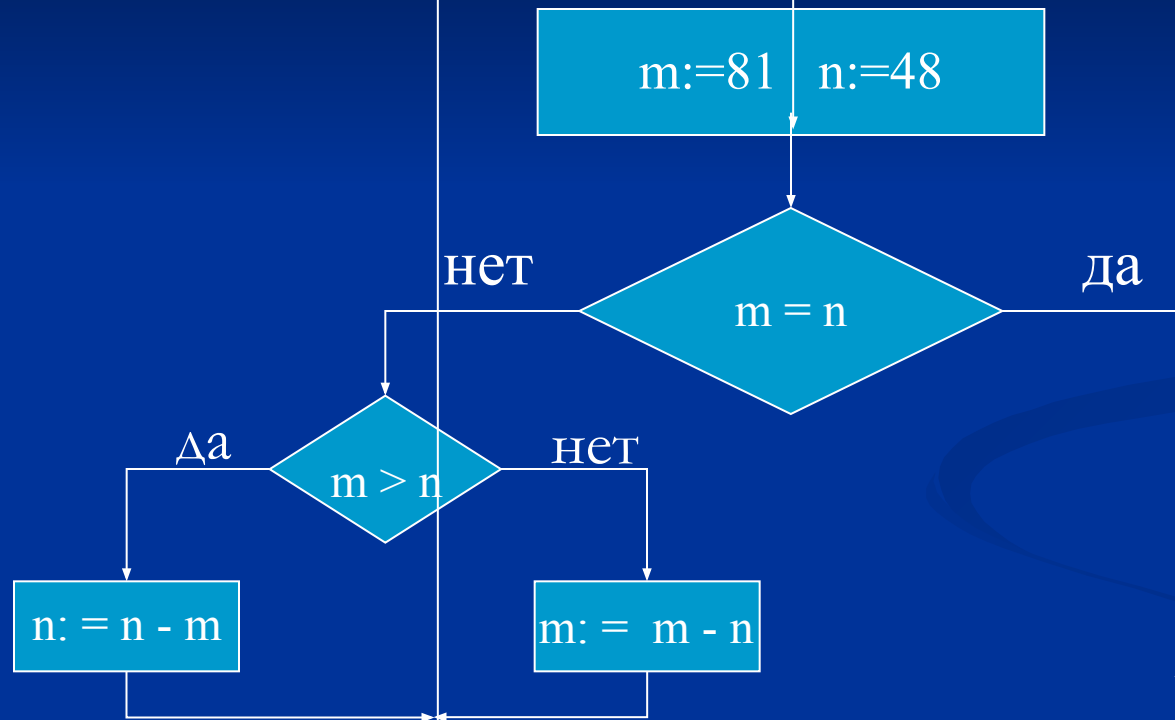 m:=81 n:=48
нет
да
m = n
да
нет
m > n
n: = n - m
m: = m - n